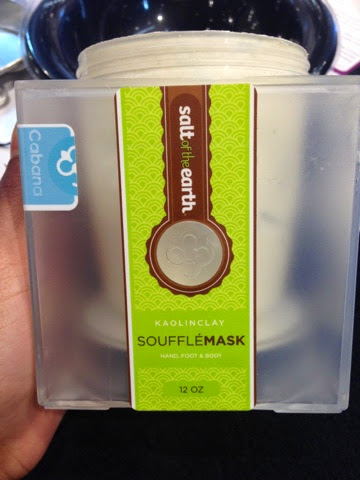 Cabana
salt of the earth
KAOLINCLAY
SOUFFLÉMASK
HAND, FOOT & BODY
12 OZ